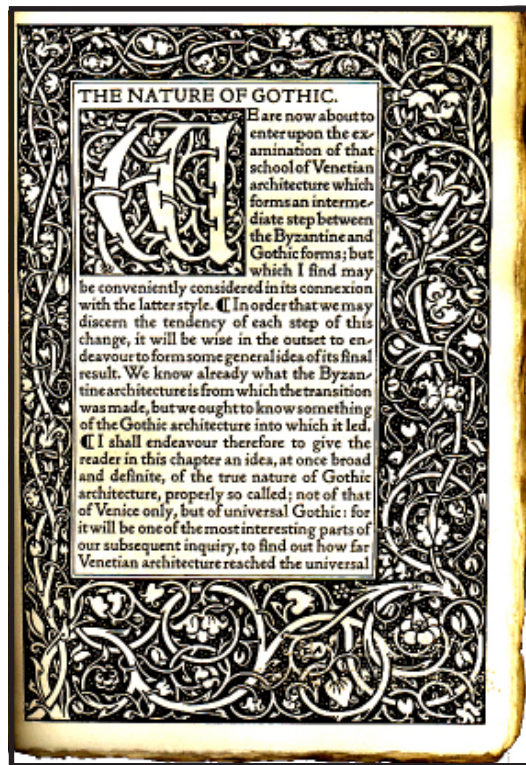 THE NATURE OF GOTHIC.
WE are now about to
enter upon the ex-
amination of that
school of Venetian
architecture which
forms an interme-
diate step between
the Byzantine and
Gothic forms; but
which I find may
be conveniently considered in its connexion
with the latter style. ¶ In order that we may
discern the tendency of each step of this
change, it will be wise in the outset to en-
deavour to form some general idea of its final
result. We know already what the Byzan-
tine architecture is from which the transition
was made, but we ought to know something
of the Gothic architecture into which it led.
¶ I shall endeavour therefore to give the
reader in this chapter an idea, at once broad
and definite, of the true nature of Gothic
architecture, properly so called; not of that
of Venice only, but of universal Gothic: for
it will be one of the most interesting parts of
our subsequent inquiry, to find out how far
Venetian architecture reached the universal